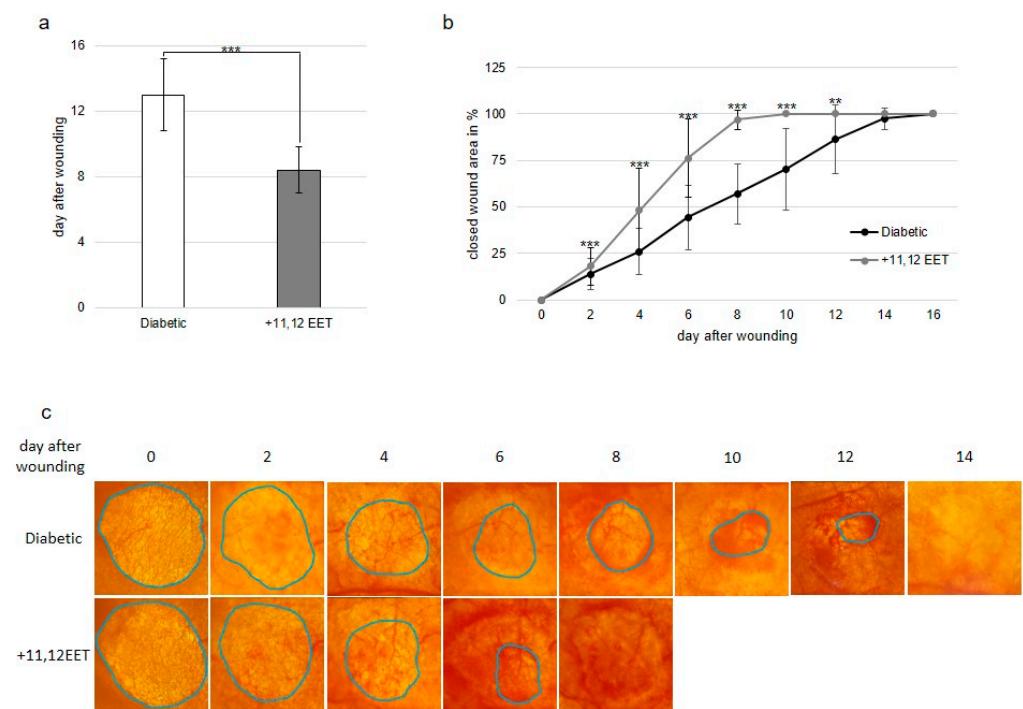 a
16
12
8
4
0
day after wounding
***
Diabetic
+11,12 EET
b
125
100
75
50
25
0
closed wound area in %
***
***
***
***
***
**
Diabetic
+11,12 EET
0 2 4 6 8 10 12 14 16
day after wounding
c
day after
wounding
0 2 4 6 8 10 12 14
Diabetic
+11,12EET